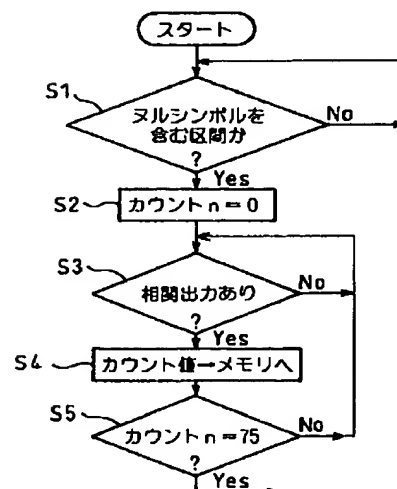 スタート
S1
ヌルシンボルを
含む区間か
?
No
Yes
S2
カウントn=0
S3
相関出力あり
?
No
Yes
S4
カウント値→メモリへ
S5
カウントn=75
?
No
Yes